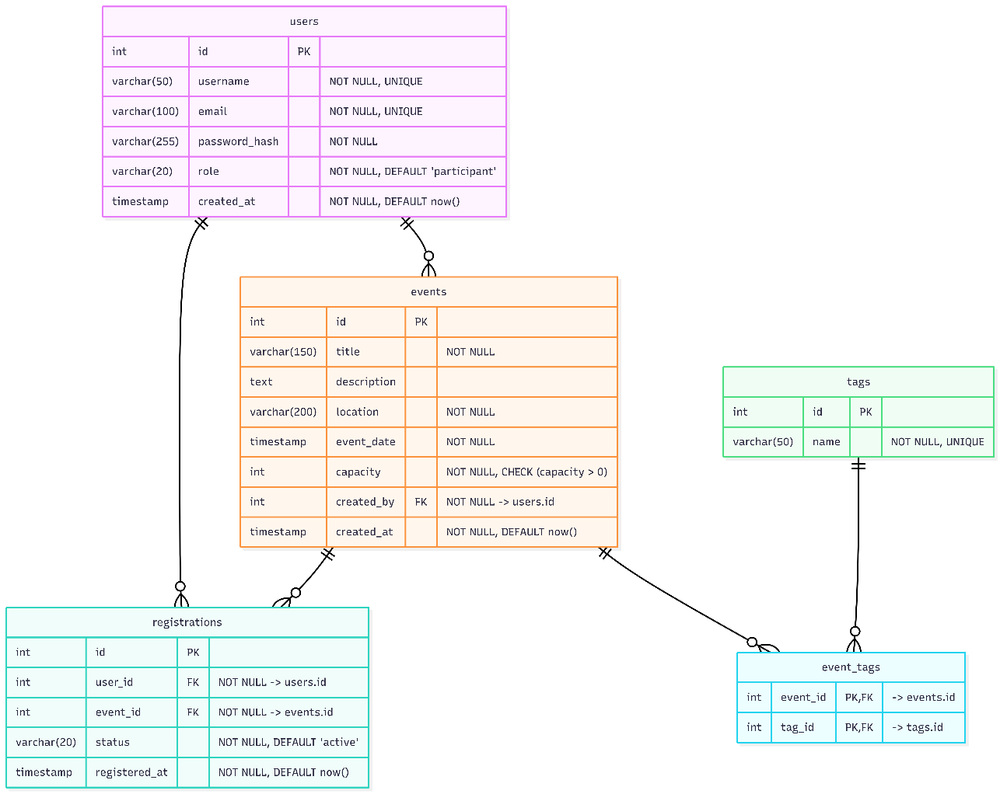 users
int id PK
varchar(50) username NOT NULL, UNIQUE
varchar(100) email NOT NULL, UNIQUE
varchar(255) password_hash NOT NULL
varchar(20) role NOT NULL, DEFAULT 'participant'
timestamp created_at NOT NULL, DEFAULT now()
events
int id PK
varchar(150) title NOT NULL
text description
varchar(200) location NOT NULL
timestamp event_date NOT NULL
int capacity NOT NULL, CHECK (capacity > 0)
int created_by FK NOT NULL -> users.id
timestamp created_at NOT NULL, DEFAULT now()
tags
int id PK
varchar(50) name NOT NULL, UNIQUE
registrations
int id PK
int user_id FK NOT NULL -> users.id
int event_id FK NOT NULL -> events.id
varchar(20) status NOT NULL, DEFAULT 'active'
timestamp registered_at NOT NULL, DEFAULT now()
event_tags
int event_id PK,FK -> events.id
int tag_id PK,FK -> tags.id